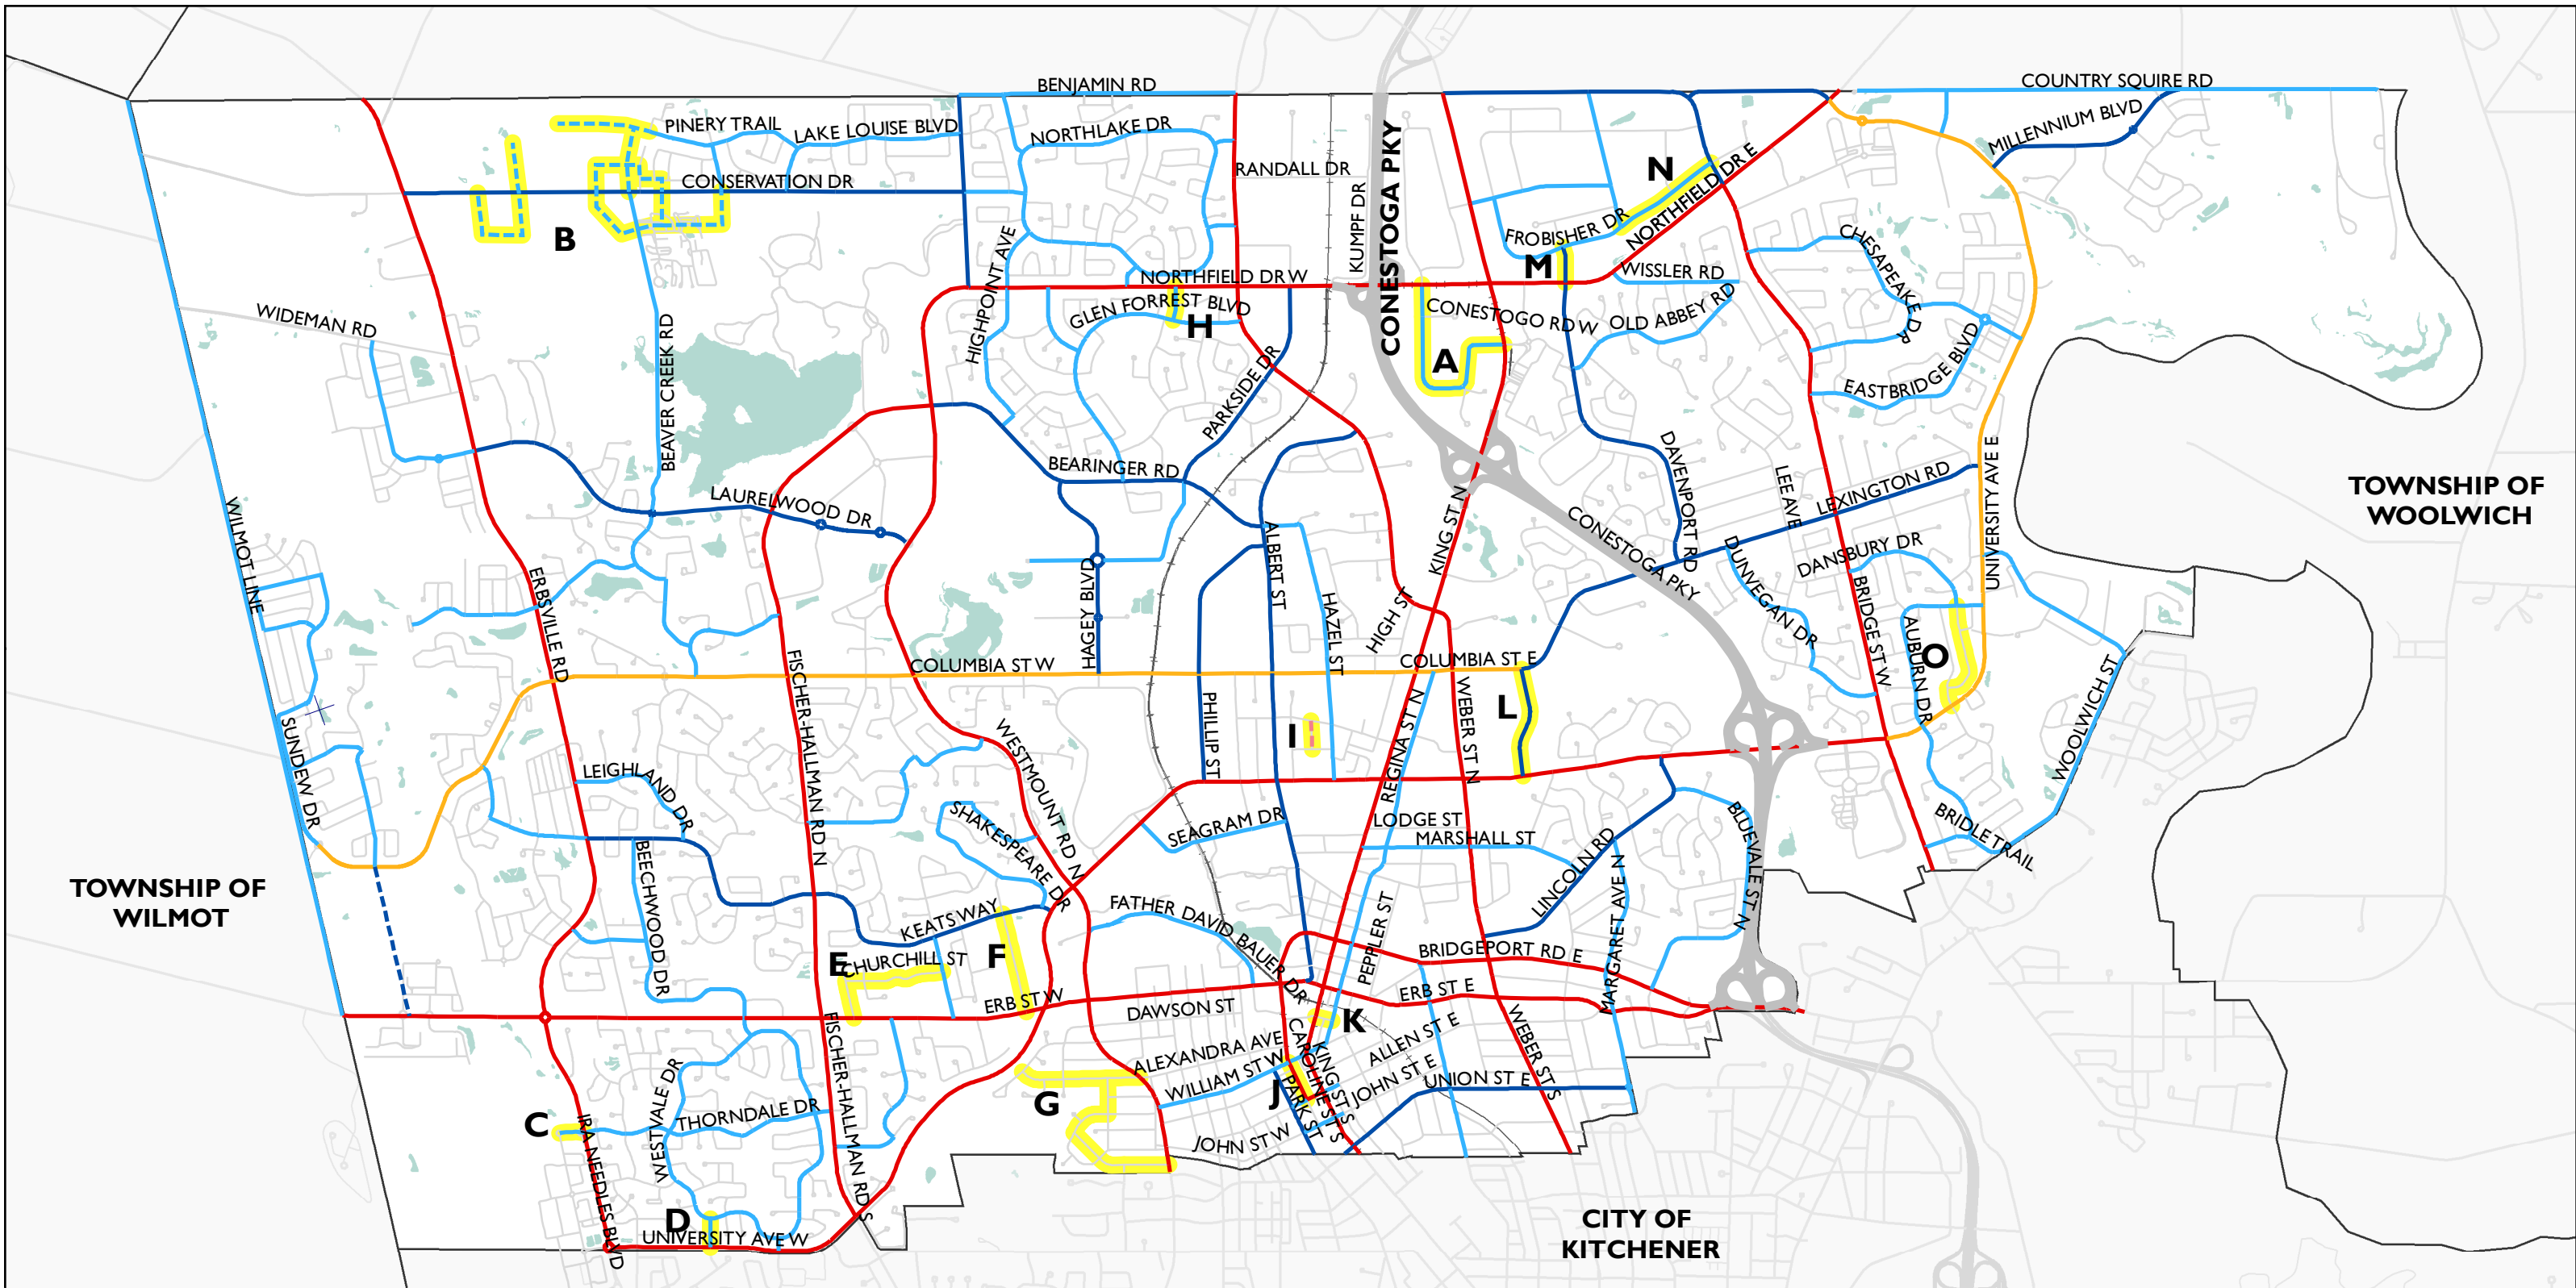 BENJAMIN RD
COUNTRY SQUIRE RD
PINERY TRAIL
LAKE LOUISE BLVD
NORTHLAKE DR
MILLENNIUM BLVD
CONSERVATION DR
RANDALL DR
KUMPF DR
CONESTOGA PKY
N
NORTHFIELD DR E
FROBISHER DR
B
HIGHPOINT AVE
NORTHFIELD DR W
M
WISSLER RD
CHESAPEAKE DR
WIDEMAN RD
GLEN FORREST BLVD
H
CONESTOGO RD W
OLD ABBEY RD
A
BEAVER CREEK RD
PARKSIDE DR
EASTBRIDGE BLVD
BEARINGER RD
LAURELWOOD DR
DAVENPORT RD
LEE AVE
LEXINGTON RD
UNIVERSITY AVE E
TOWNSHIP OF
WOOLWICH
WILMOT LINE
ALBERT ST
KING ST N
CONESTOGA PKY
DUNVEGAN DR
DANSBURY DR
ERBSVILLE RD
HAGEY BLVD
HAZEL ST
HIGH ST
BRIDGE ST W
AUBURN DR
O
COLUMBIA ST W
COLUMBIA ST E
FISCHER-HALLMAN RD N
WOOLWICH ST
SUNDEW DR
PHILLIP ST
I
REGINA ST N
WEBER ST N
L
WESTMOUNT RD N
LEIGHLAND DR
SHAKESPEARE DR
SEAGRAM DR
LODGE ST
MARSHALL ST
BLUEVALE ST N
BRIDLE TRAIL
BEECHWOOD DR
LINCOLN RD
MARGARET AVE N
TOWNSHIP OF
WILMOT
KEATS WAY
FATHER DAVID BAUER DR
PEPPLER ST
BRIDGEPORT RD E
E
CHURCHILL ST
F
ERB ST W
DAWSON ST
ERB ST E
K
FISCHER-HALLMAN RD S
CAROLINE ST S
KING ST S
ALLEN ST E
WEBER ST S
ALEXANDRA AVE
WILLIAM ST W
JOHN ST E
UNION ST E
J
PARK ST
G
C
IRA NEEDLES BLVD
WESTVALE DR
THORNDALE DR
JOHN ST W
D
UNIVERSITY AVE W
CITY OF
KITCHENER